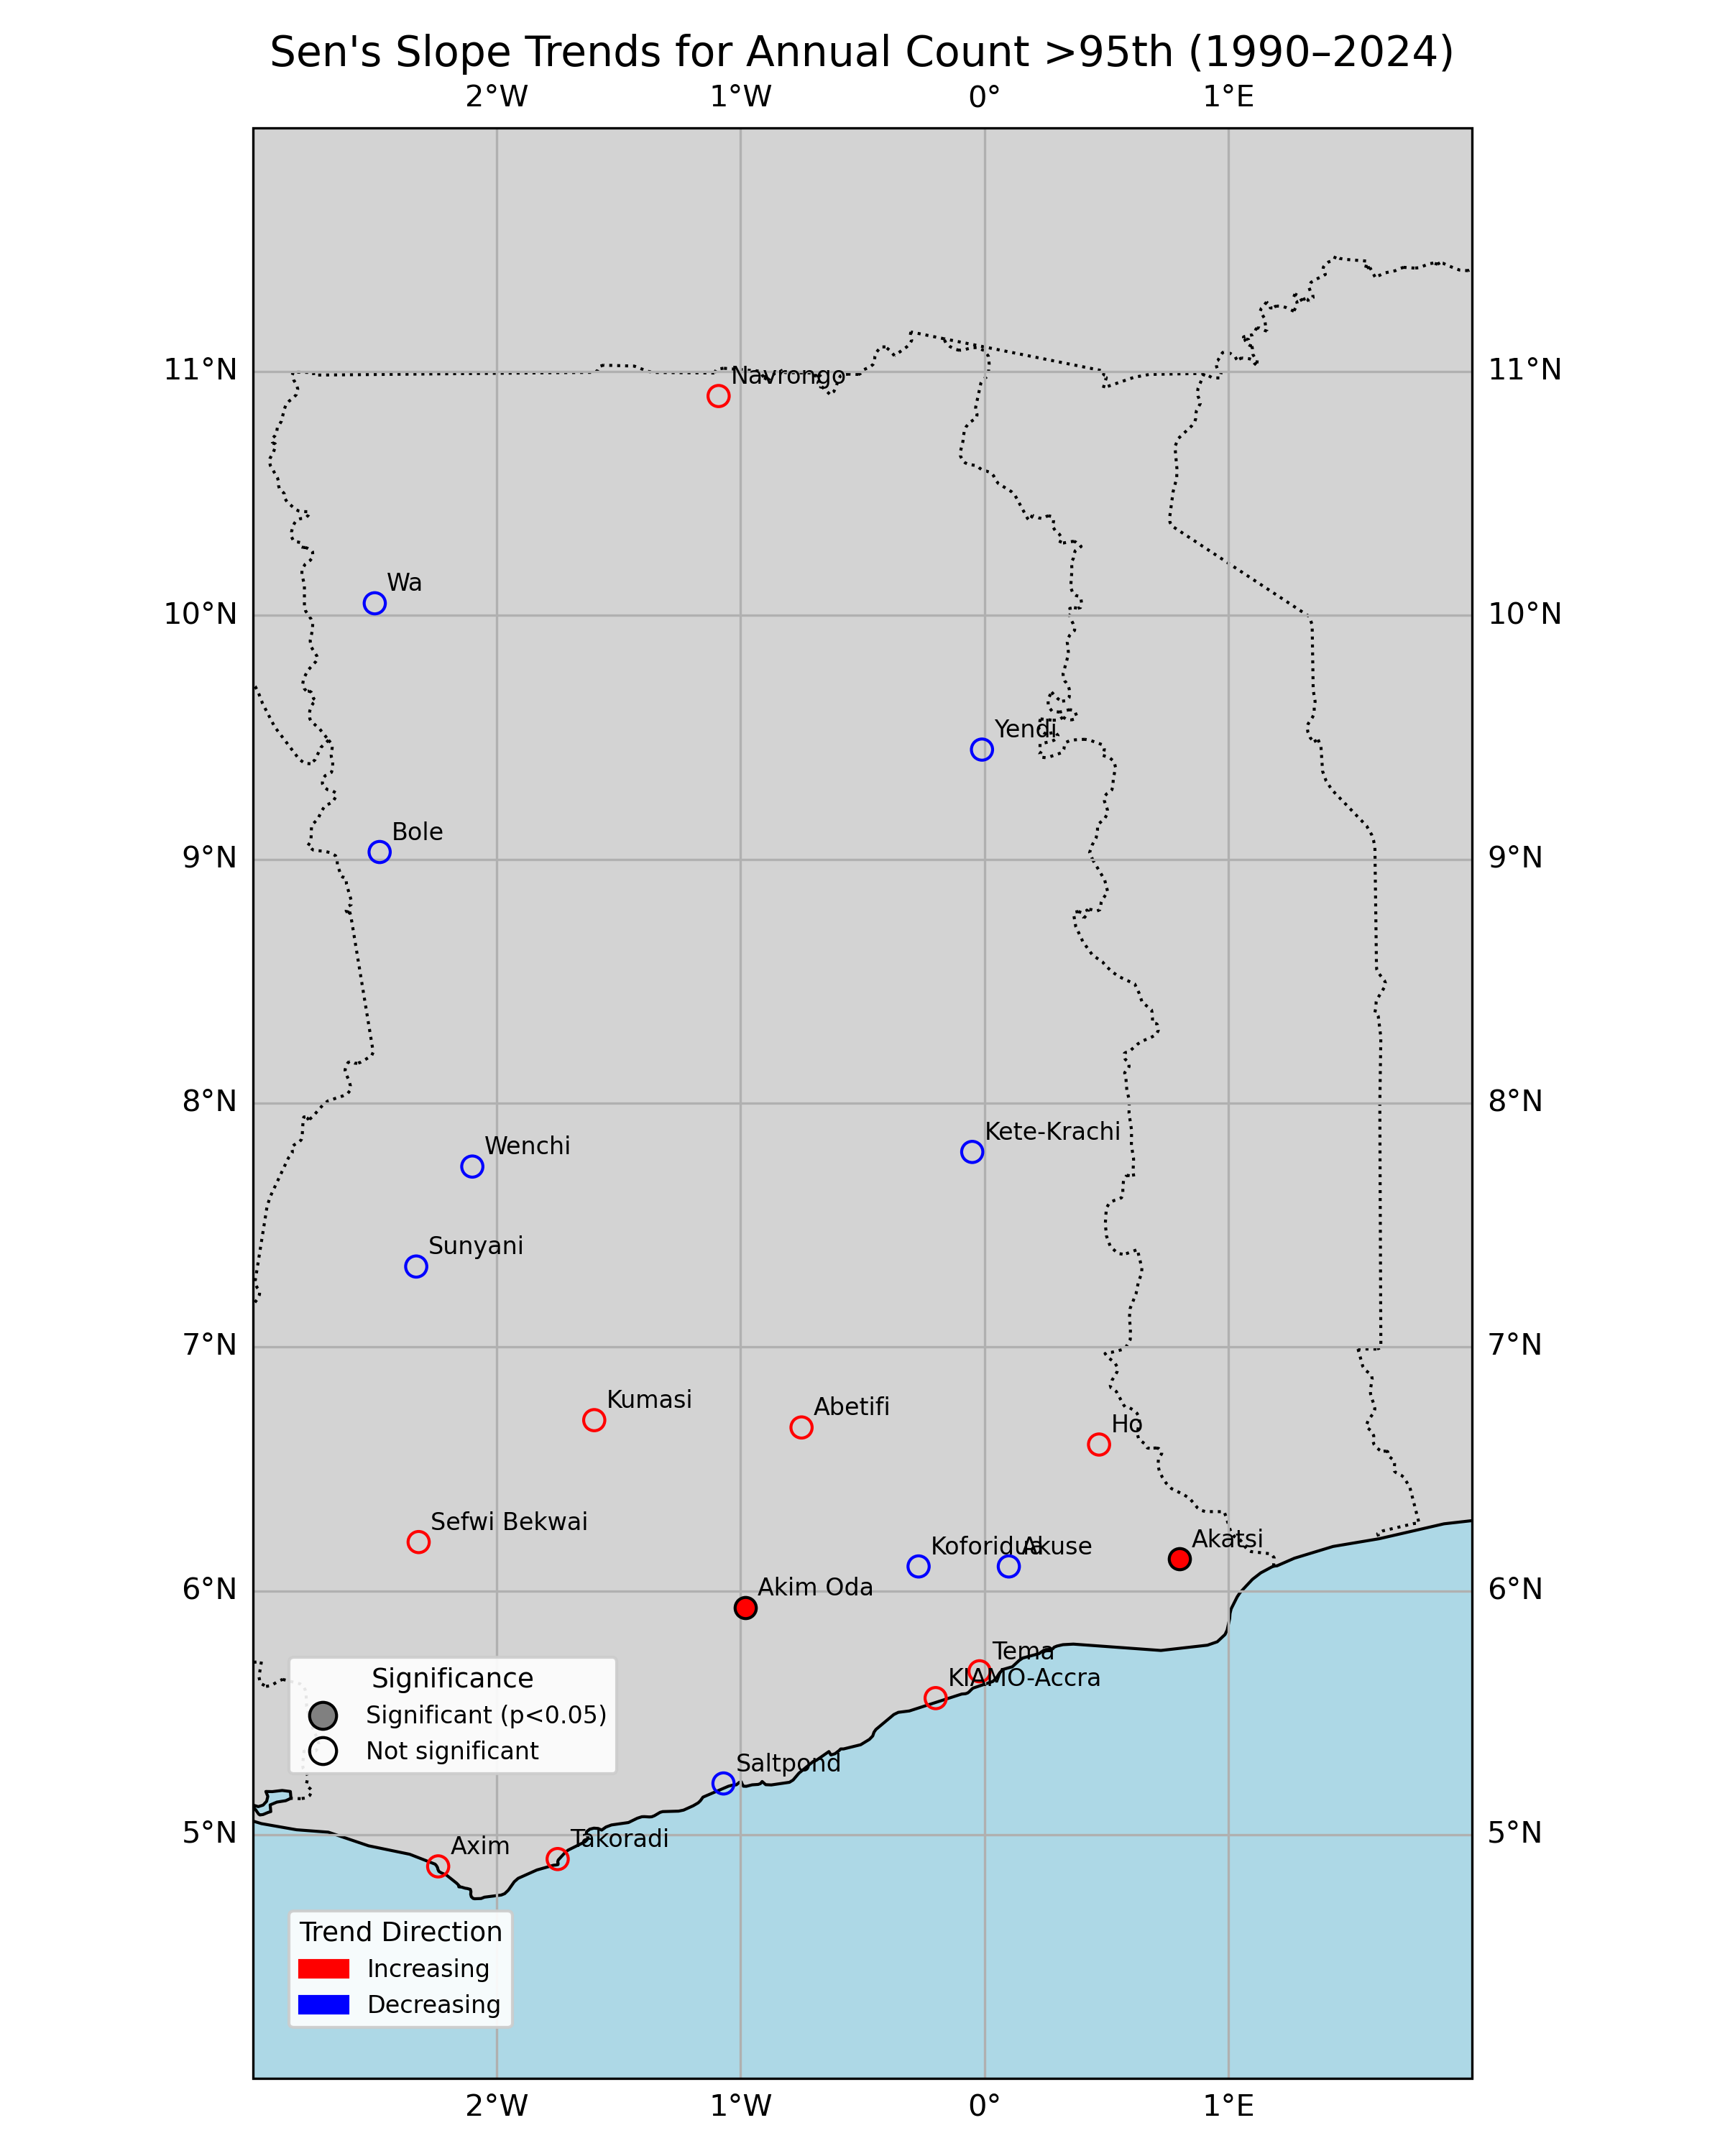 Sen's Slope Trends for Annual Count >95th (1990–2024)
2°W 1°W 0° 1°E
11°N 11°N
Navrongo
Wa
10°N 10°N
Yendi
Bole
9°N 9°N
8°N 8°N
Kete-Krachi
Wenchi
Sunyani
7°N 7°N
Kumasi
Abetifi
Ho
Sefwi Bekwai
Koforidua
Akuse
Akatsi
6°N 6°N
Akim Oda
Tema
KIAMO-Accra
Significance
Significant (p<0.05)
Not significant
Saltpond
5°N 5°N
Axim
Takoradi
Trend Direction
Increasing
Decreasing
2°W 1°W 0° 1°E